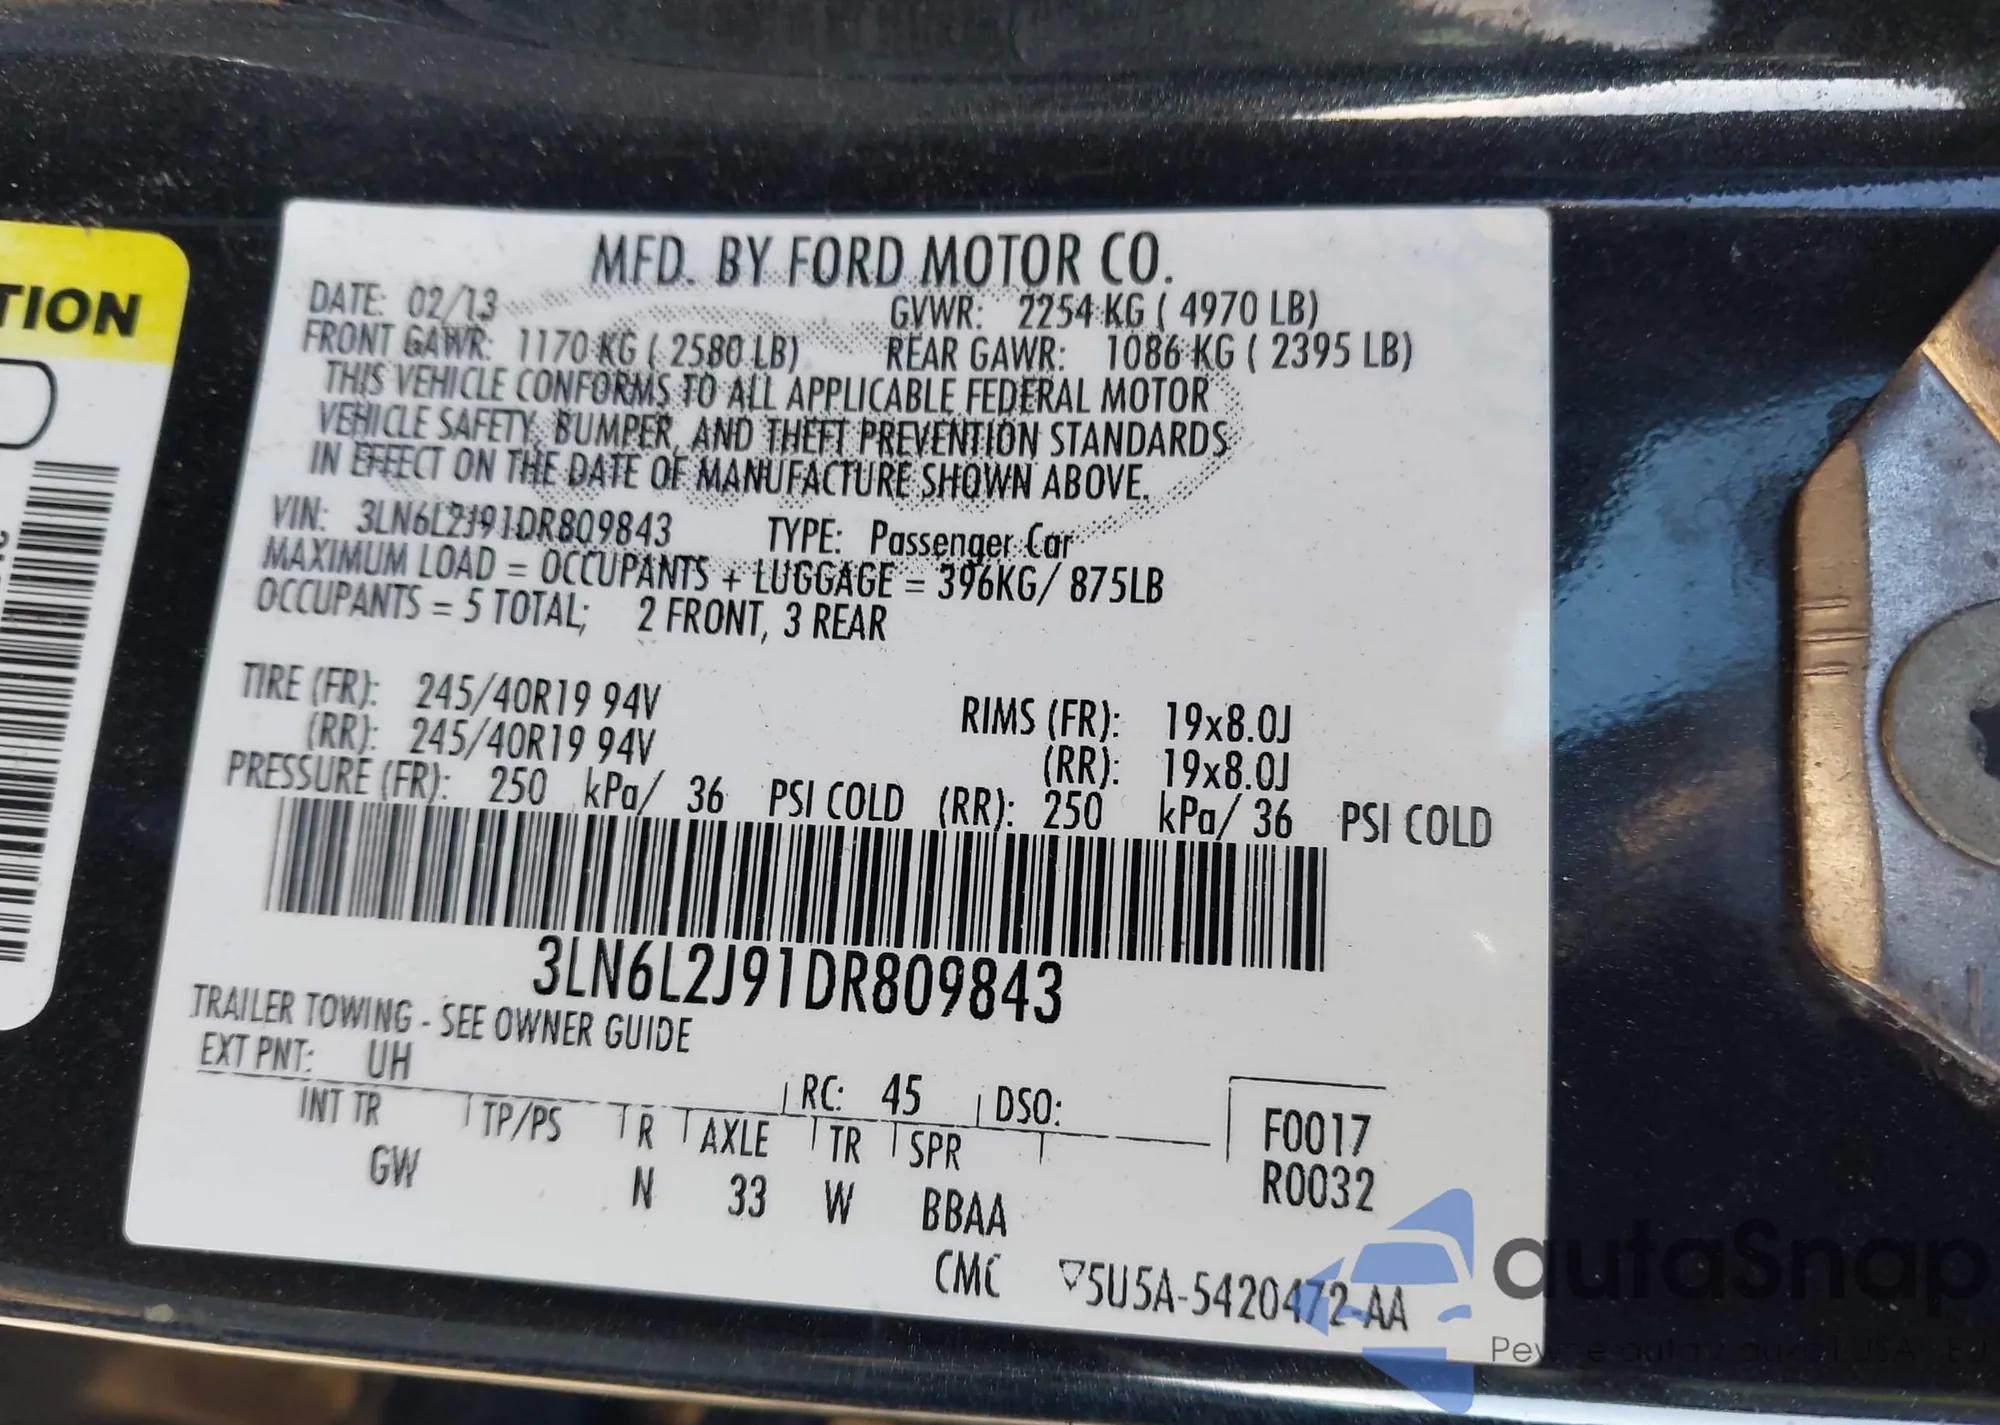 TION
MFD. BY FORD MOTOR CO.
DATE: 02/13 GVWR: 2254 KG ( 4970 LB)
FRONT GAWR: 1170 KG ( 2580 LB) REAR GAWR: 1086 KG ( 2395 LB)
THIS VEHICLE CONFORMS TO ALL APPLICABLE FEDERAL MOTOR
VEHICLE SAFETY, BUMPER, AND THEFT PREVENTION STANDARDS
IN EFFECT ON THE DATE OF MANUFACTURE SHOWN ABOVE.
VIN: 3LN6L2J91DR809843 TYPE: Passenger Car
MAXIMUM LOAD = OCCUPANTS + LUGGAGE = 396KG/ 875LB
OCCUPANTS = 5 TOTAL; 2 FRONT, 3 REAR
TIRE (FR): 245/40R19 94V RIMS (FR): 19x8.0J
(RR): 245/40R19 94V (RR): 19x8.0J
PRESSURE (FR): 250 kPa/ 36 PSI COLD (RR): 250 kPa/ 36 PSI COLD
3LN6L2J91DR809843
TRAILER TOWING - SEE OWNER GUIDE
EXT PNT: UH RC: 45 DSO:
INT TR TP/PS R AXLE TR SPR F0017
GW N 33 W BBAA R0032
CMC ▽5U5A-5420472-AA
autaSnap